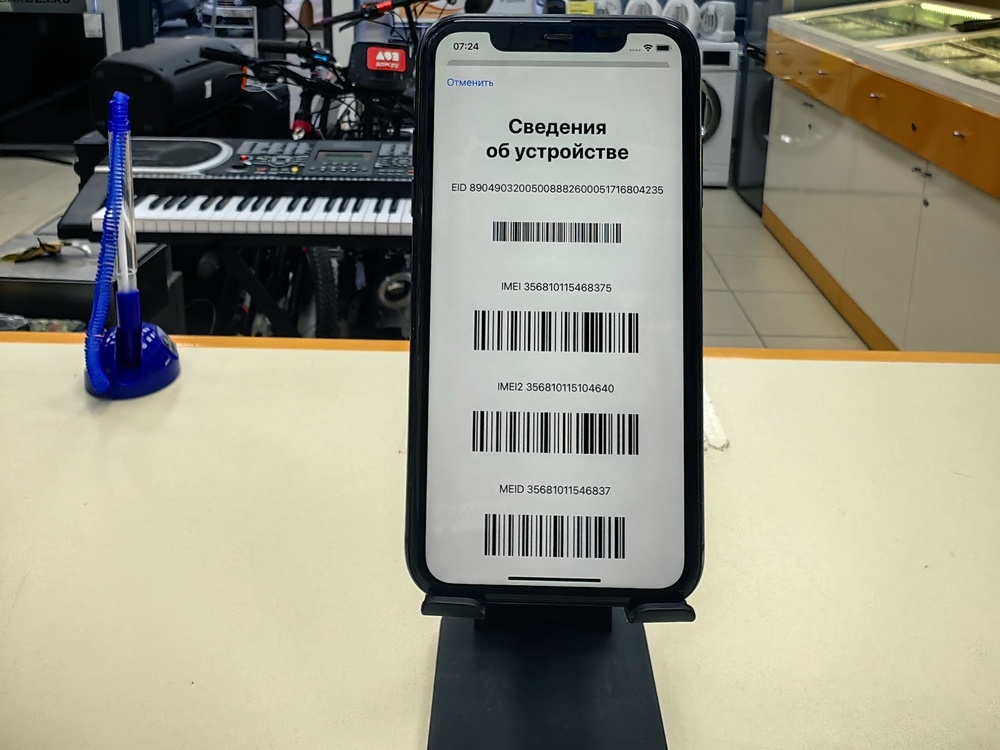 07:24
Отменить
Сведения
об устройстве
EID 89049032005008882600051716804235
IMEI 356810115468375
IMEI2 356810115104640
MEID 35681011546837